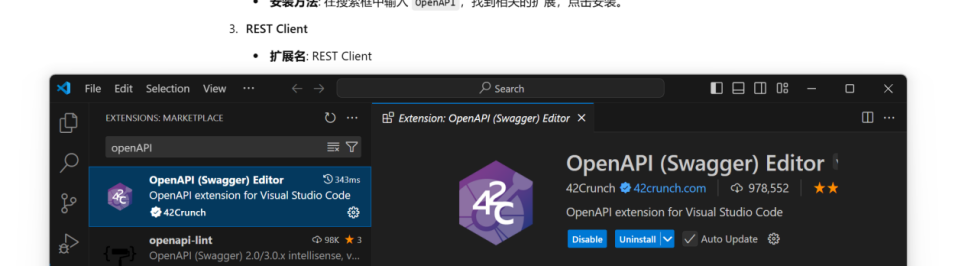 安装方法: 在搜索框中输入 OpenAPI，找到相关的扩展，点击安装。
3. REST Client
扩展名: REST Client
File Edit Selection View ··· Search
EXTENSIONS: MARKETPLACE
Extension: OpenAPI (Swagger) Editor
openAPI
OpenAPI (Swagger) Editor 343ms
OpenAPI extension for Visual Studio Code
42Crunch
openapi-lint 98K 3
OpenAPI (Swagger) 2.0/3.0.x intellisense, v...
42C
OpenAPI (Swagger) Editor
42Crunch 42crunch.com 978,552
OpenAPI extension for Visual Studio Code
Disable Uninstall Auto Update